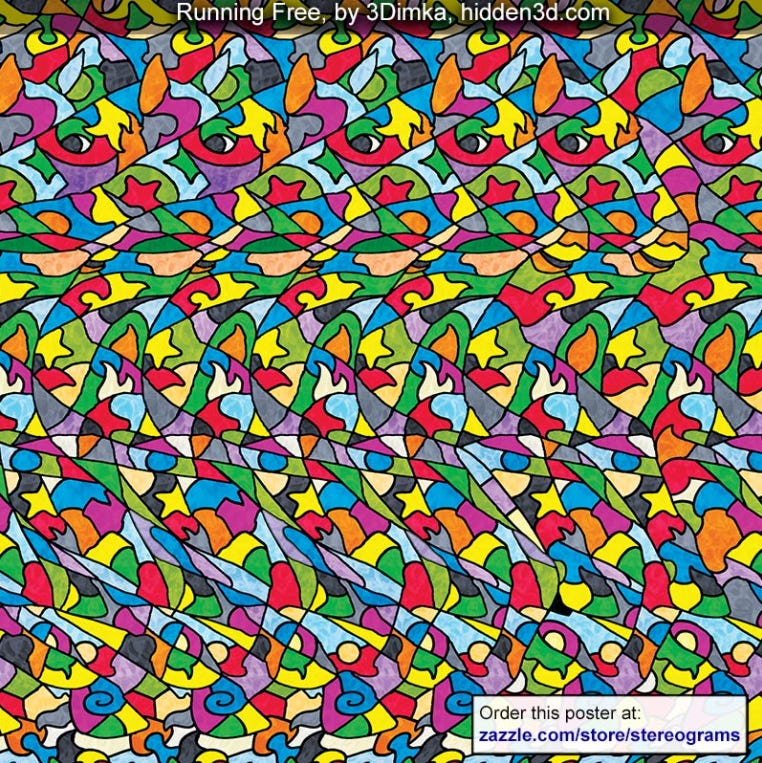 Running Free, by 3Dimka, hidden3d.com
Order this poster at:
zazzle.com/store/stereograms